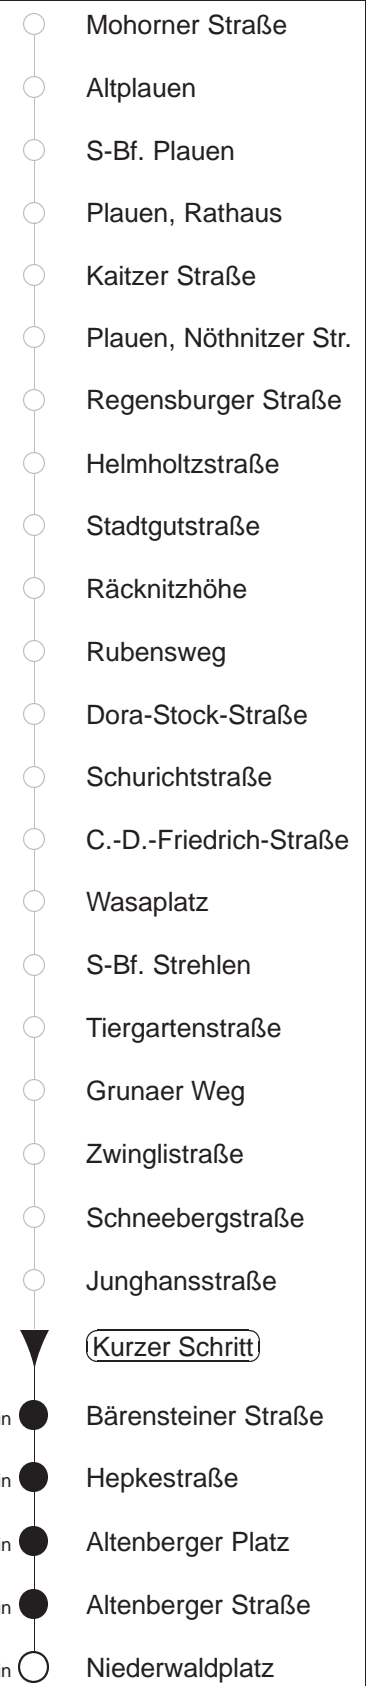 Mohorner Straße
Altplauen
S-Bf. Plauen
Plauen, Rathaus
Kaitzer Straße
Plauen, Nöthnitzer Str.
Regensburger Straße
Helmholtzstraße
Stadtgutstraße
Räcknitzhöhe
Rubensweg
Dora-Stock-Straße
Schurichtstraße
C.-D.-Friedrich-Straße
Wasaplatz
S-Bf. Strehlen
Tiergartenstraße
Grunaer Weg
Zwinglistraße
Schneebergstraße
Junghansstraße
Kurzer Schritt
Bärensteiner Straße
Hepkestraße
Altenberger Platz
Altenberger Straße
Niederwaldplatz